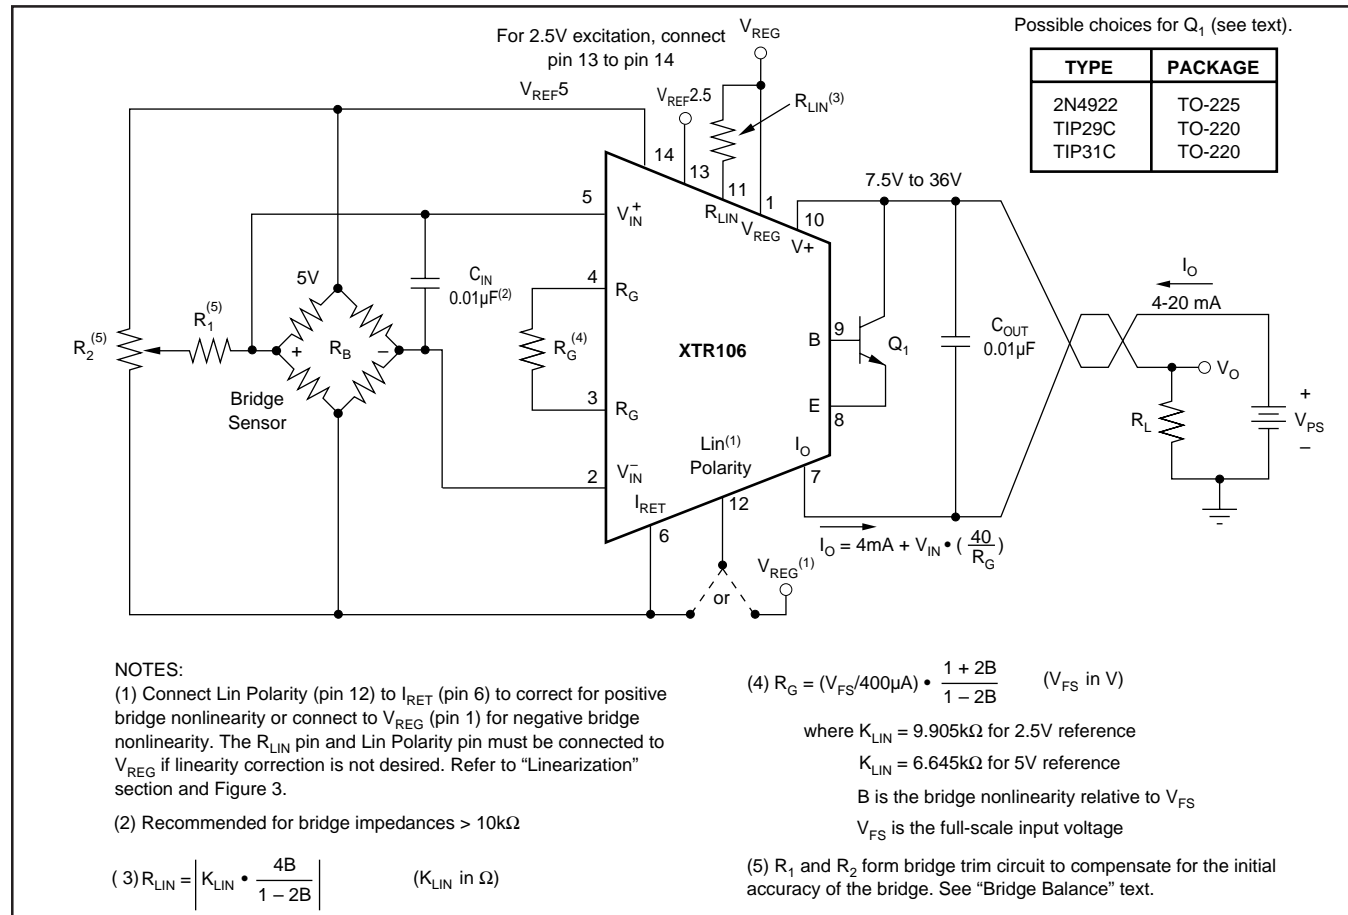 Possible choices for Q1 (see text).
TYPE PACKAGE
2N4922 TO-225
TIP29C TO-220
TIP31C TO-220
For 2.5V excitation, connect
pin 13 to pin 14
VREG
VREF5
VREF2.5
RLIN(3)
14
13
11
1
10
RLIN
VREG
V+
7.5V to 36V
5
V+IN
4
RG
RG(4)
3
RG
2
V–IN
IRET
6
XTR106
Lin(1)
Polarity
12
B
9
Q1
E
8
IO
7
5V
CIN
0.01µF(2)
R1(5)
R2(5)
+
RB
–
Bridge
Sensor
COUT
0.01µF
IO
4-20 mA
VO
RL
+
VPS
–
IO = 4mA + VIN • (40/RG)
VREG(1)
or
NOTES:
(1) Connect Lin Polarity (pin 12) to IRET (pin 6) to correct for positive
bridge nonlinearity or connect to VREG (pin 1) for negative bridge
nonlinearity. The RLIN pin and Lin Polarity pin must be connected to
VREG if linearity correction is not desired. Refer to “Linearization”
section and Figure 3.
(2) Recommended for bridge impedances > 10kΩ
( 3) RLIN = | KLIN • 4B/(1 – 2B) | (KLIN in Ω)
(4) RG = (VFS/400µA) • (1 + 2B)/(1 – 2B) (VFS in V)
where KLIN = 9.905kΩ for 2.5V reference
KLIN = 6.645kΩ for 5V reference
B is the bridge nonlinearity relative to VFS
VFS is the full-scale input voltage
(5) R1 and R2 form bridge trim circuit to compensate for the initial
accuracy of the bridge. See “Bridge Balance” text.